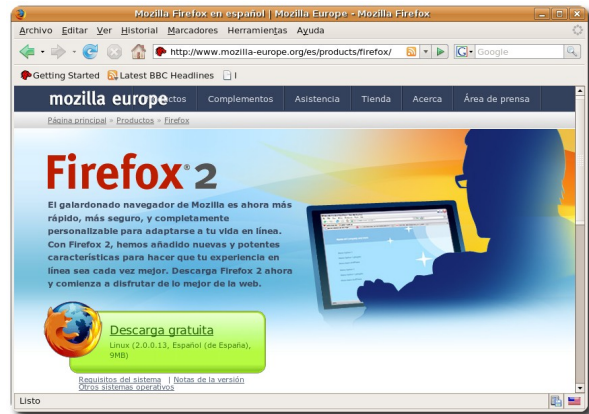 Mozilla Firefox en español | Mozilla Europe - Mozilla Firefox
Archivo Editar Ver Historial Marcadores Herramientas Ayuda
http://www.mozilla-europe.org/es/products/firefox/ Google
Getting Started Latest BBC Headlines
mozilla europe Complementos Asistencia Tienda Acerca Área de prensa
Página principal » Productos » Firefox
Firefox® 2
El galardonado navegador de Mozilla es ahora más
rápido, más seguro, y completamente
personalizable para adaptarse a tu vida en línea.
Con Firefox 2, hemos añadido nuevas y potentes
características para hacer que tu experiencia en
línea sea cada vez mejor. Descarga Firefox 2 ahora
y comienza a disfrutar de lo mejor de la web.
Descarga gratuita
Linux (2.0.0.13, Español (de España),
9MB)
Requisitos del sistema | Notas de la versión
Otros sistemas operativos
Listo